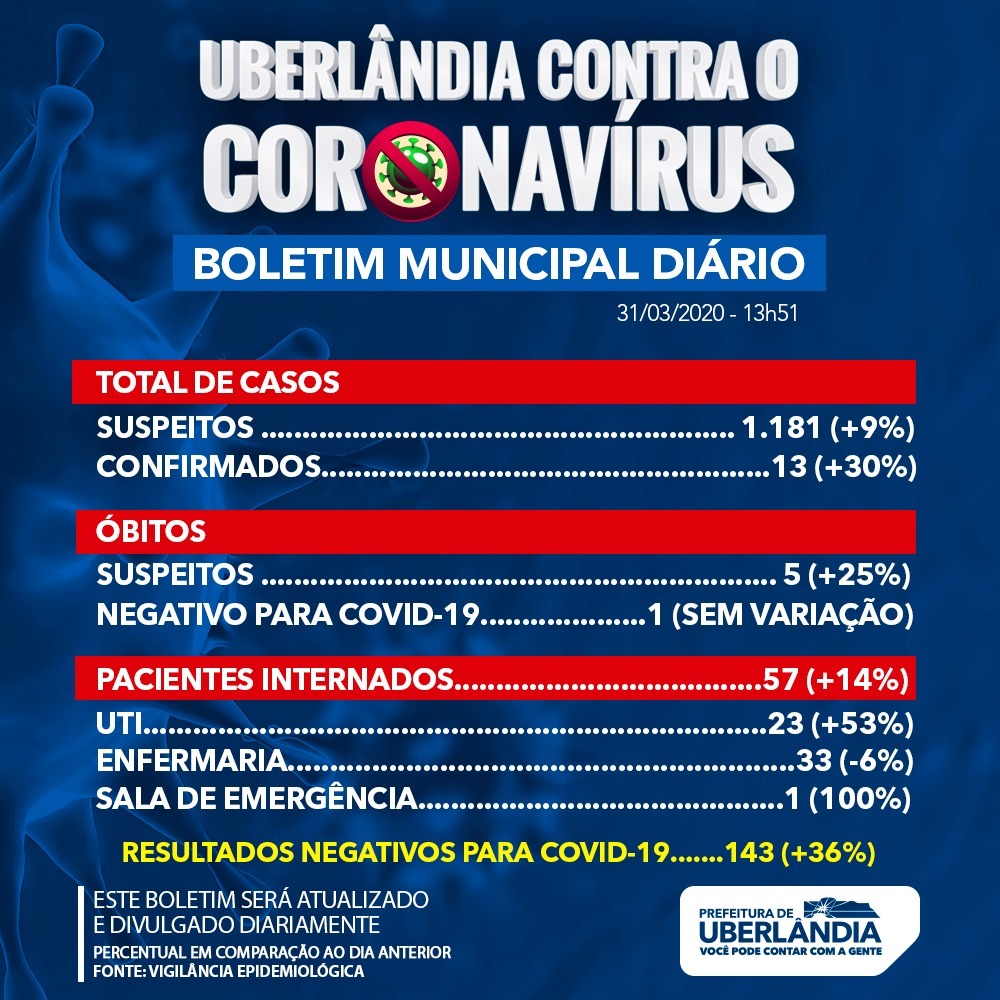 UBERLÂNDIA CONTRA O
CORONAVÍRUS
BOLETIM MUNICIPAL DIÁRIO
31/03/2020 - 13h51
TOTAL DE CASOS
SUSPEITOS ........................................................ 1.181 (+9%)
CONFIRMADOS......................................................13 (+30%)
ÓBITOS
SUSPEITOS ............................................................. 5 (+25%)
NEGATIVO PARA COVID-19....................1 (SEM VARIAÇÃO)
PACIENTES INTERNADOS.....................................57 (+14%)
UTI..........................................................................23 (+53%)
ENFERMARIA............................................................33 (-6%)
SALA DE EMERGÊNCIA...........................................1 (100%)
RESULTADOS NEGATIVOS PARA COVID-19.......143 (+36%)
ESTE BOLETIM SERÁ ATUALIZADO
E DIVULGADO DIARIAMENTE
PERCENTUAL EM COMPARAÇÃO AO DIA ANTERIOR
FONTE: VIGILÂNCIA EPIDEMIOLÓGICA
PREFEITURA DE
UBERLÂNDIA
VOCÊ PODE CONTAR COM A GENTE